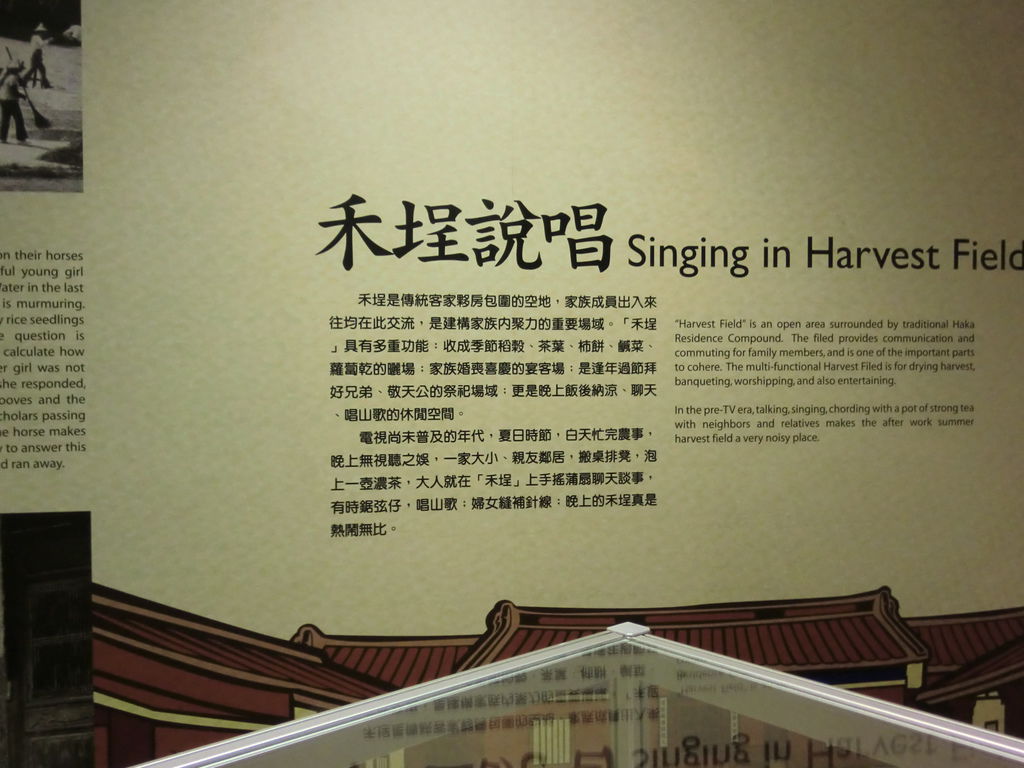 on their horses
ful young girl
ater in the last
is murmuring.
rice seedlings
question is
calculate how
er girl was not
she responded,
ooves and the
cholars passing
e horse makes
to answer this
d ran away.
禾埕說唱 Singing in Harvest Field
禾埕是傳統客家夥房包圍的空地，家族成員出入來
往均在此交流，是建構家族內聚力的重要場域。「禾埕
」具有多重功能：收成季節稻穀、茶葉、柿餅、鹹菜、
蘿蔔乾的曬場；家族婚喪喜慶的宴客場；是逢年過節拜
好兄弟、敬天公的祭祀場域；更是晚上飯後納涼、聊天
、唱山歌的休閒空間。
電視尚未普及的年代，夏日時節，白天忙完農事，
晚上無視聽之娛，一家大小、親友鄰居，搬桌排凳，泡
上一壺濃茶，大人就在「禾埕」上手搖蒲扇聊天談事，
有時鋸弦仔，唱山歌；婦女縫補針線；晚上的禾埕真是
熱鬧無比。
"Harvest Field" is an open area surrounded by traditional Haka
Residence Compound. The filed provides communication and
commuting for family members, and is one of the important parts
to cohere. The multi-functional Harvest Filed is for drying harvest,
banqueting, worshipping, and also entertaining.
In the pre-TV era, talking, singing, chording with a pot of strong tea
with neighbors and relatives makes the after work summer
harvest field a very noisy place.